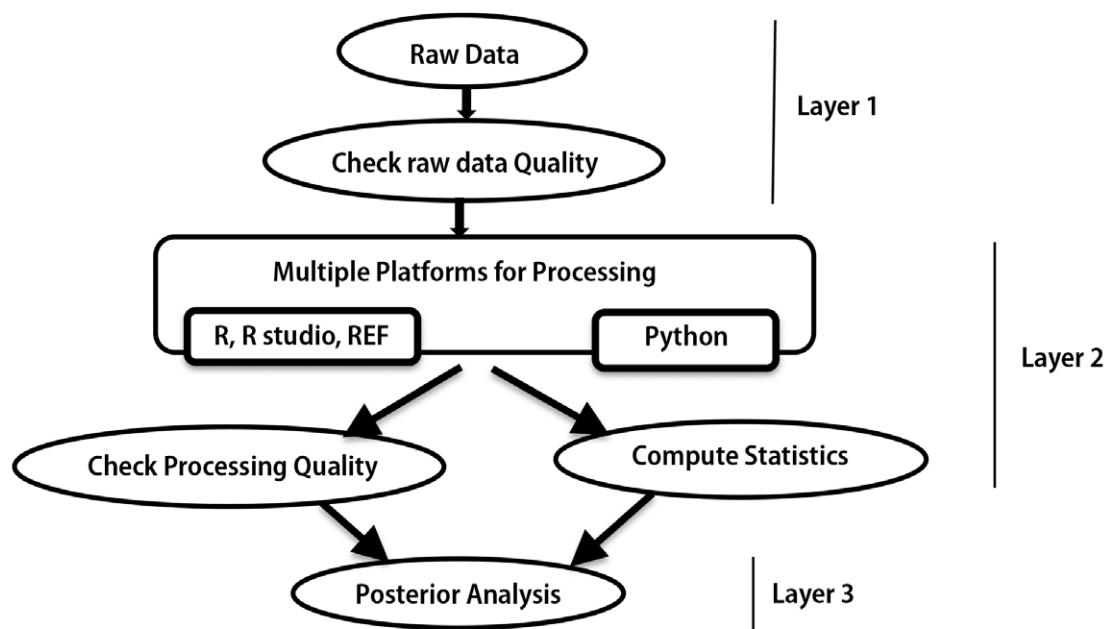 Raw Data
Layer 1
Check raw data Quality
Multiple Platforms for Processing
R, R studio, REF
Python
Layer 2
Check Processing Quality
Compute Statistics
Posterior Analysis
Layer 3